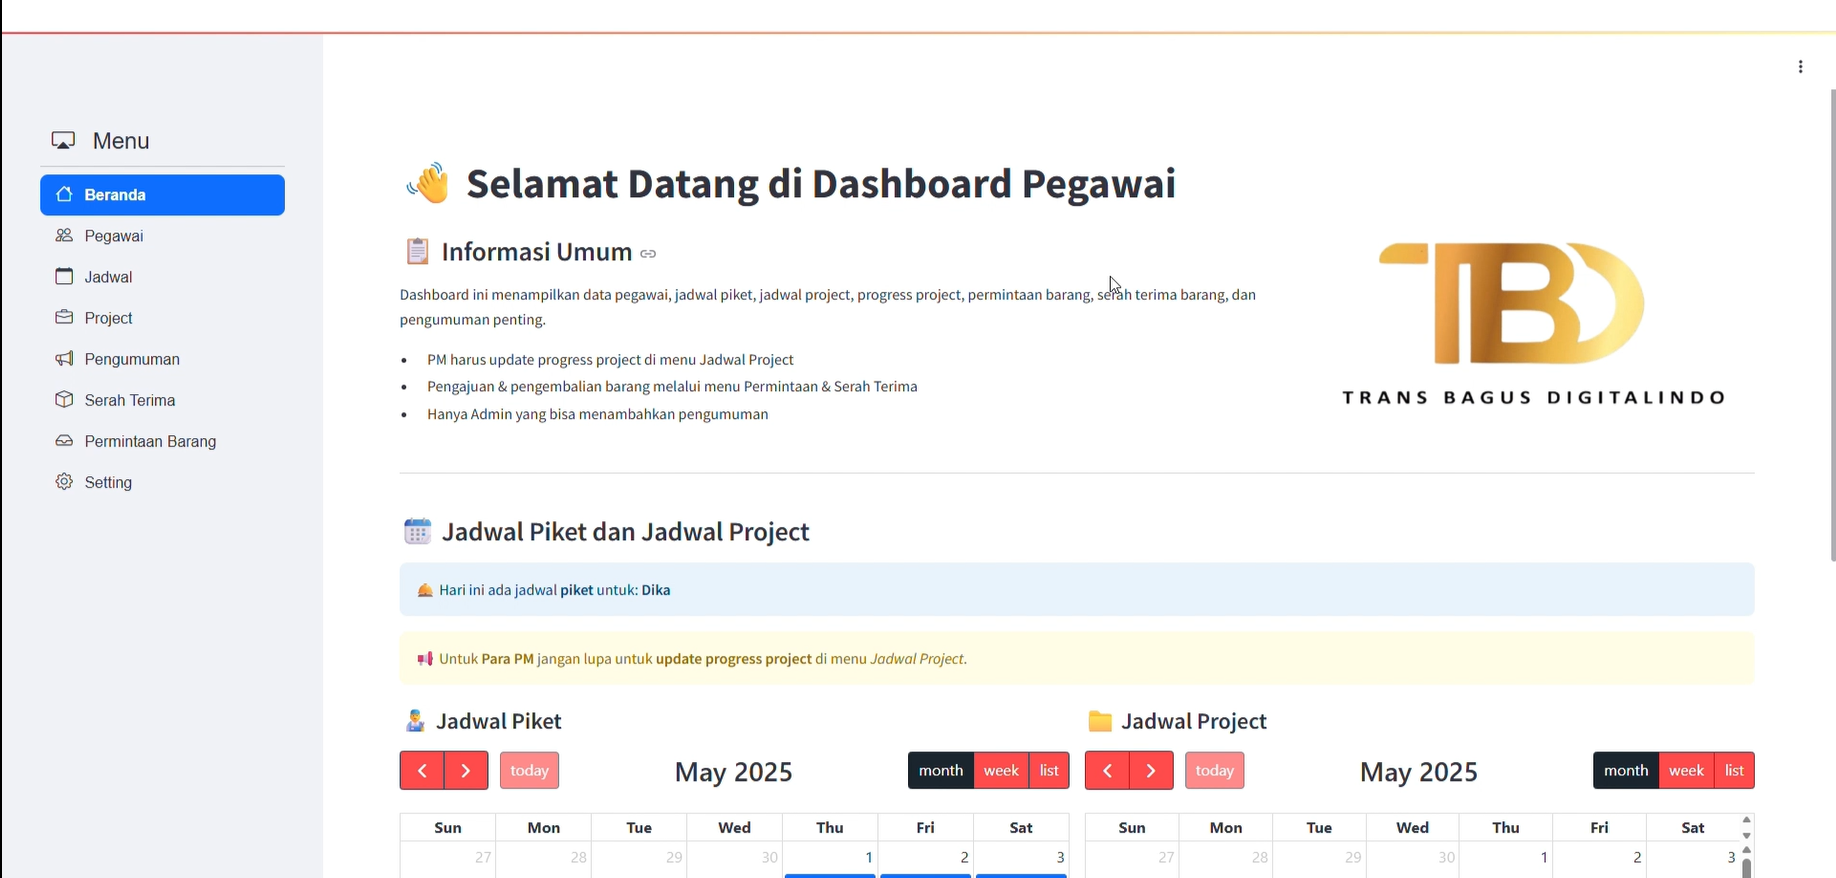 Menu
Beranda
Pegawai
Jadwal
Project
Pengumuman
Serah Terima
Permintaan Barang
Setting
Selamat Datang di Dashboard Pegawai
Informasi Umum
Dashboard ini menampilkan data pegawai, jadwal piket, jadwal project, progress project, permintaan barang, serah terima barang, dan
pengumuman penting.
• PM harus update progress project di menu Jadwal Project
• Pengajuan & pengembalian barang melalui menu Permintaan & Serah Terima
• Hanya Admin yang bisa menambahkan pengumuman
TBD
TRANS BAGUS DIGITALINDO
Jadwal Piket dan Jadwal Project
Hari ini ada jadwal piket untuk: Dika
Untuk Para PM jangan lupa untuk update progress project di menu Jadwal Project.
Jadwal Piket
today May 2025 month week list
Sun Mon Tue Wed Thu Fri Sat
27 28 29 30 1 2 3
Jadwal Project
today May 2025 month week list
Sun Mon Tue Wed Thu Fri Sat
27 28 29 30 1 2 3